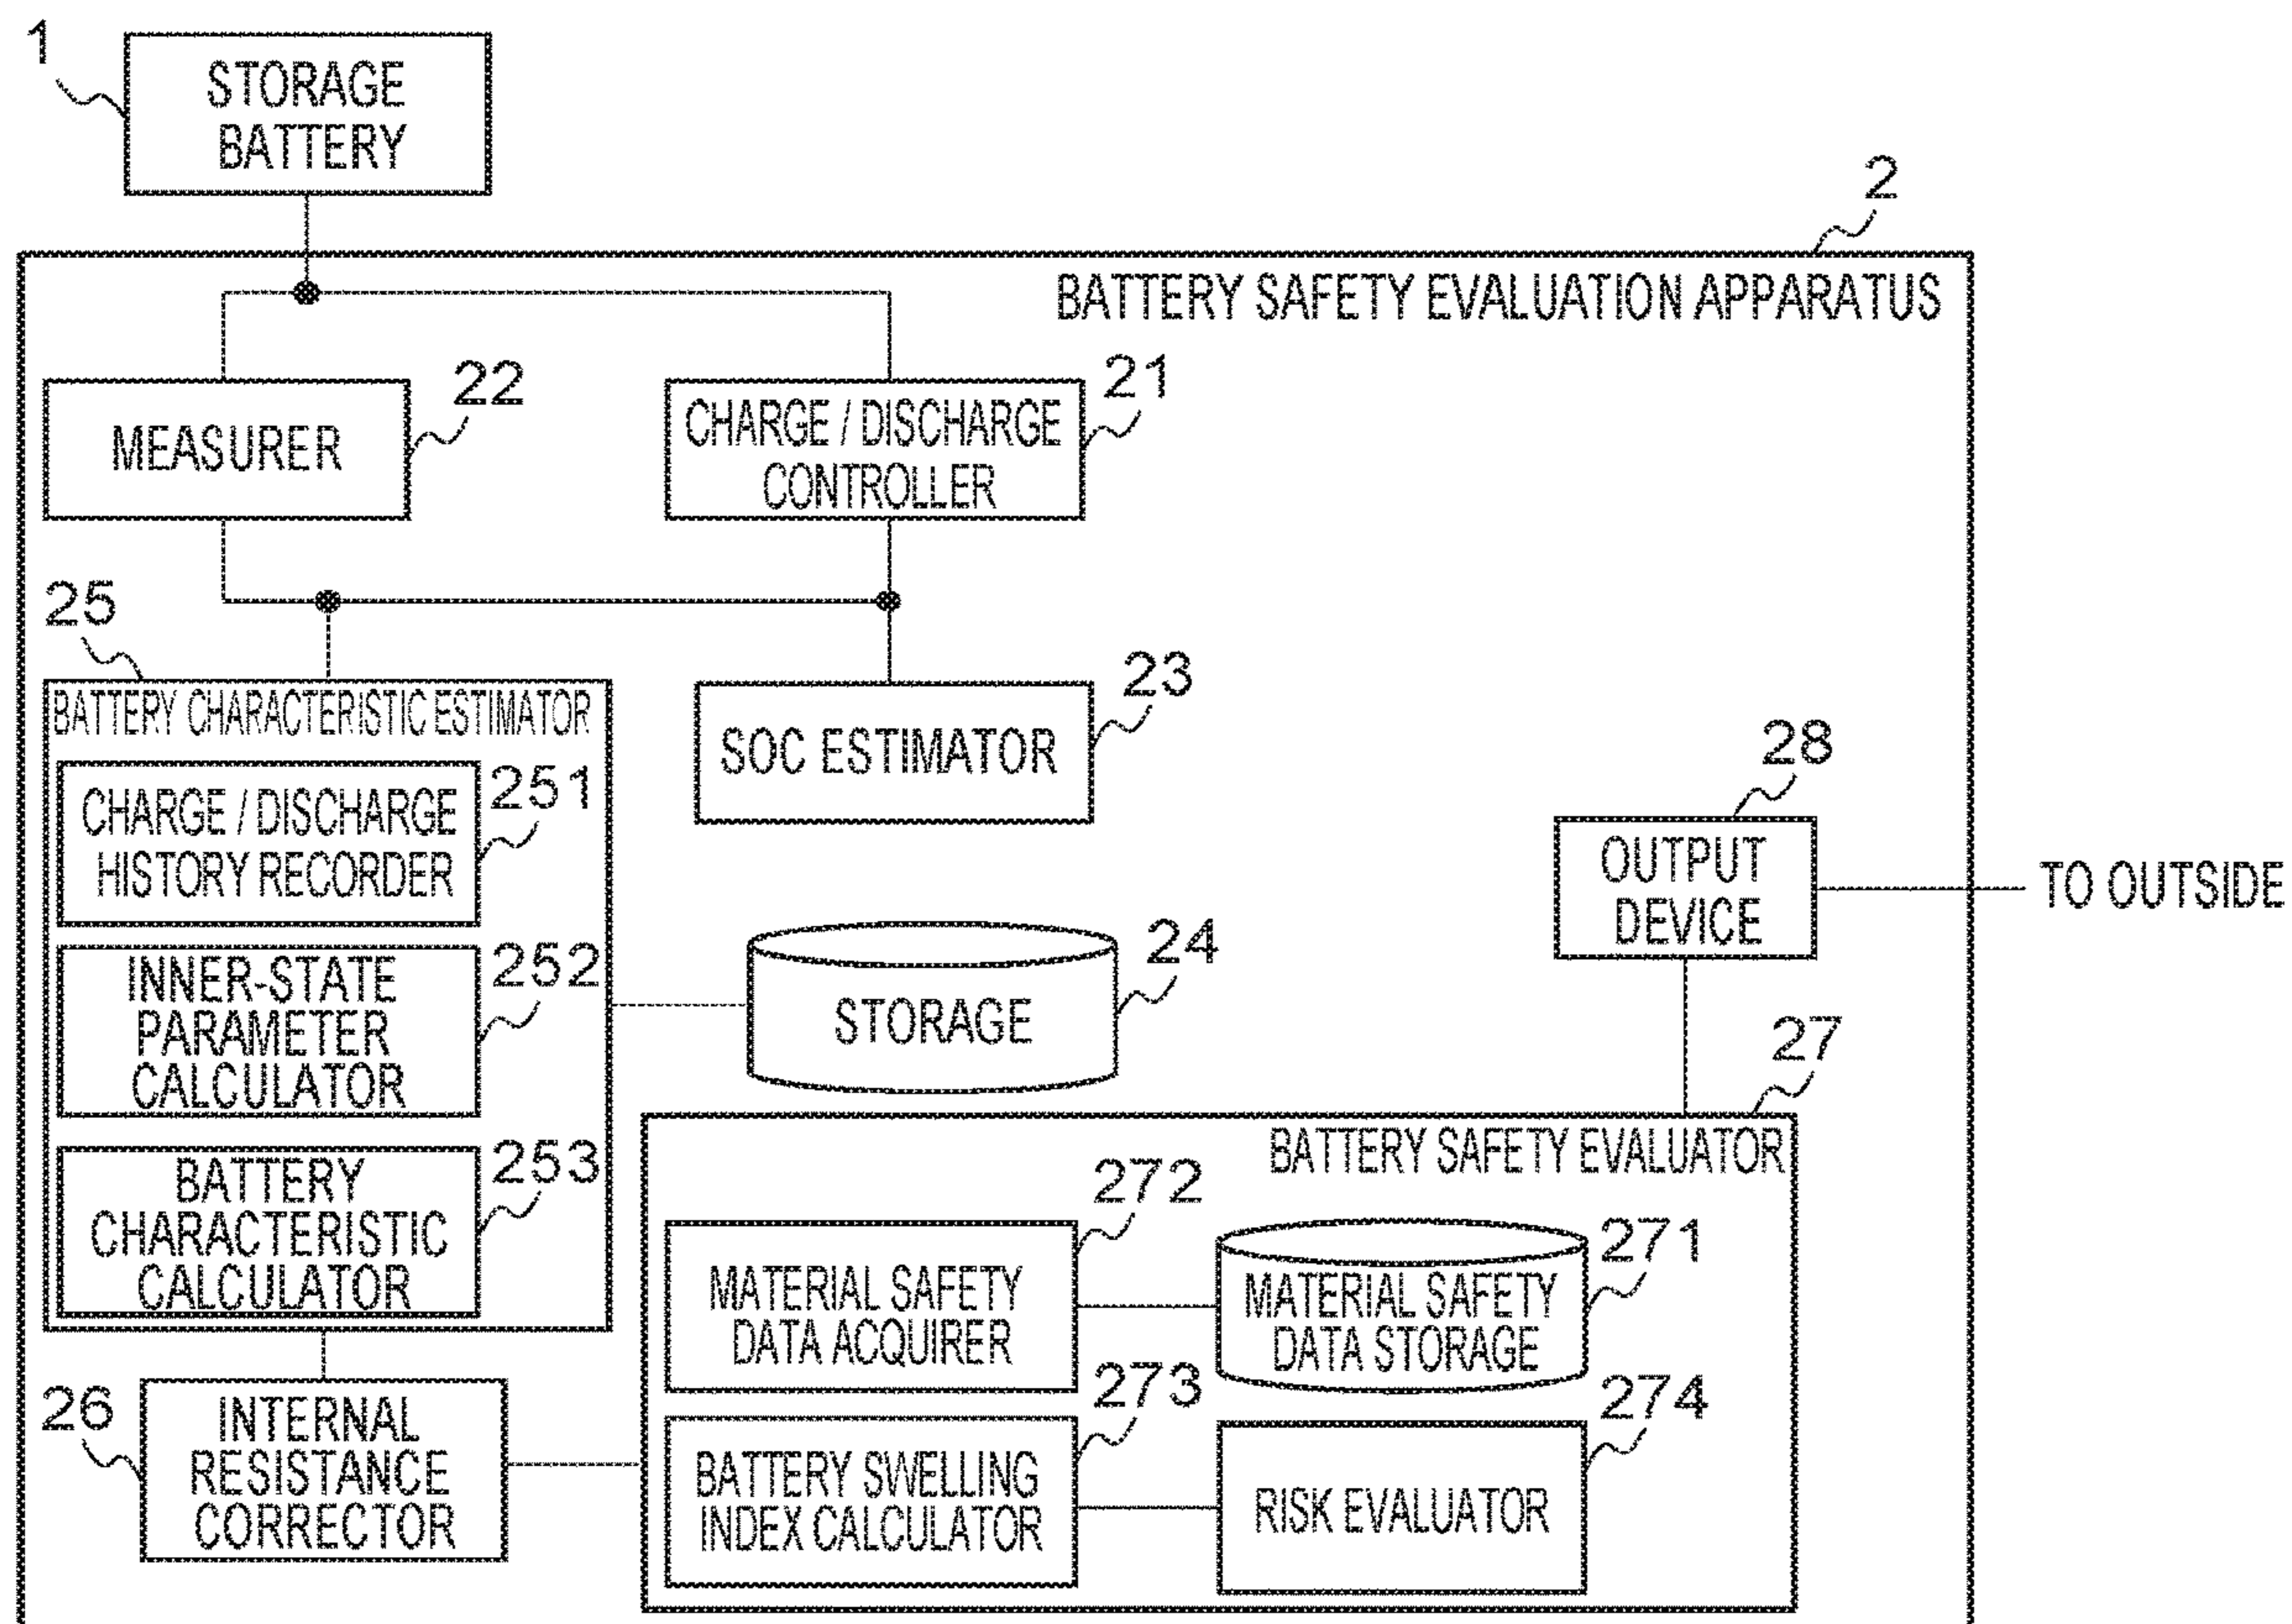 1
STORAGE
BATTERY
2
BATTERY SAFETY EVALUATION APPARATUS
22
MEASURER
21
CHARGE / DISCHARGE
CONTROLLER
25
BATTERY CHARACTERISTIC ESTIMATOR
CHARGE / DISCHARGE
HISTORY RECORDER
251
INNER-STATE
PARAMETER
CALCULATOR
252
BATTERY
CHARACTERISTIC
CALCULATOR
253
23
SOC ESTIMATOR
28
OUTPUT
DEVICE
TO OUTSIDE
24
STORAGE
27
BATTERY SAFETY EVALUATOR
272
MATERIAL SAFETY
DATA ACQUIRER
271
MATERIAL SAFETY
DATA STORAGE
26
INTERNAL
RESISTANCE
CORRECTOR
273
BATTERY SWELLING
INDEX CALCULATOR
274
RISK EVALUATOR